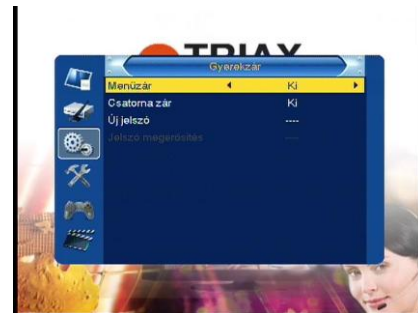 TRIAX
Gyerekzár
Menüzár Ki
Csatorna zár Ki
Új jelszó ----
Jelszó megerősítés ----